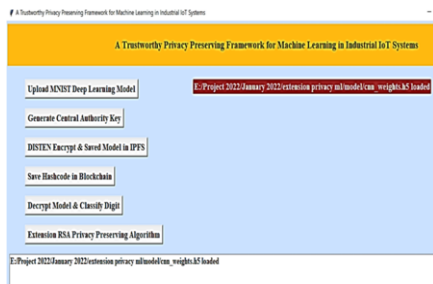 A Trustworthy Privacy Preserving Framework for Machine Learning in Industrial IoT Systems
A Trustworthy Privacy Preserving Framework for Machine Learning in Industrial IoT Systems
Upload MNIST Deep Learning Model
E:/Project 2022/January 2022/extension privacy ml/model/cnn_weights.h5 loaded
Generate Central Authority Key
DISTEN Encrypt & Saved Model in IPFS
Save Hashcode in Blockchain
Decrypt Model & Classify Digit
Extension RSA Privacy Preserving Algorithm
E:/Project 2022/January 2022/extension privacy ml/model/cnn_weights.h5 loaded